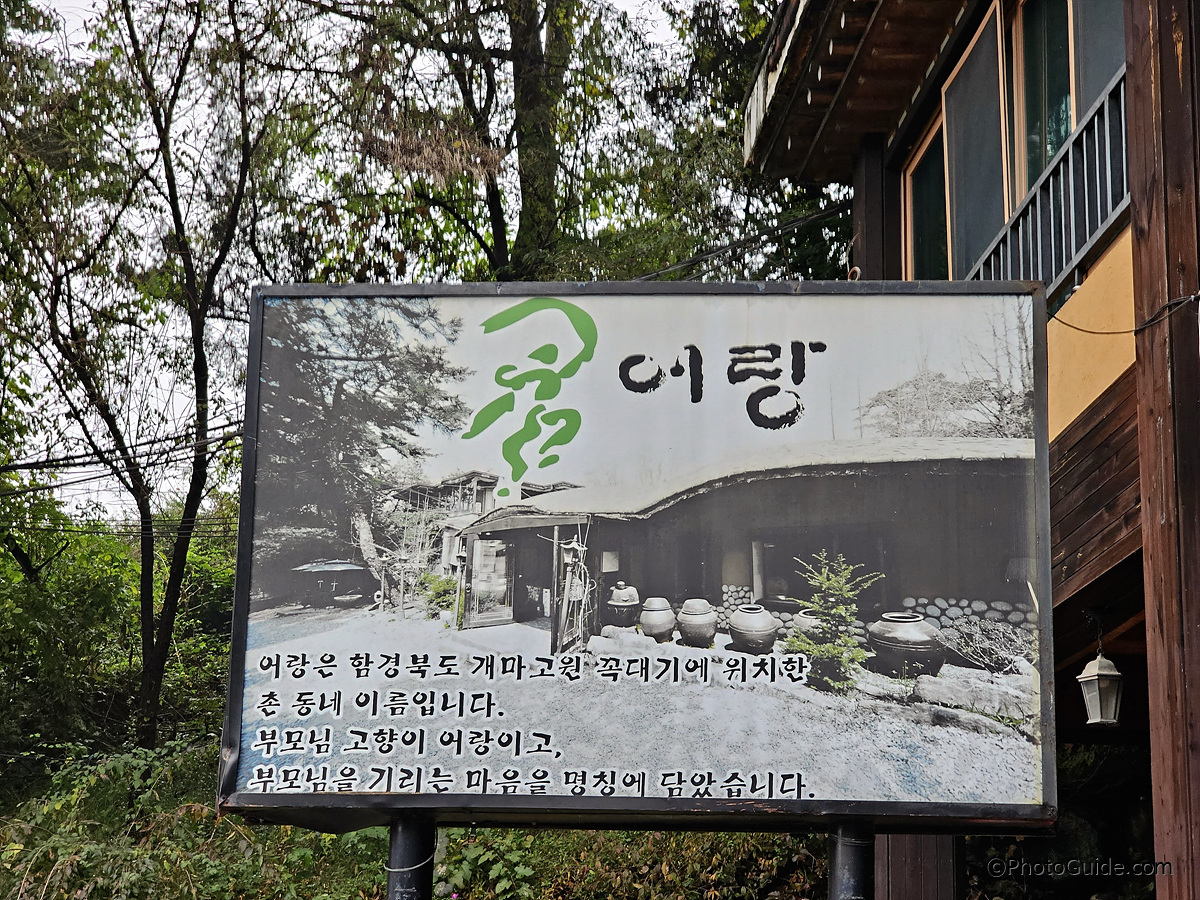 어랑
어랑은 함경북도 개마고원 꼭대기에 위치한
촌 동네 이름입니다.
부모님 고향이 어랑이고,
부모님을 기리는 마음을 명칭에 담았습니다.
©PhotoGuide.com